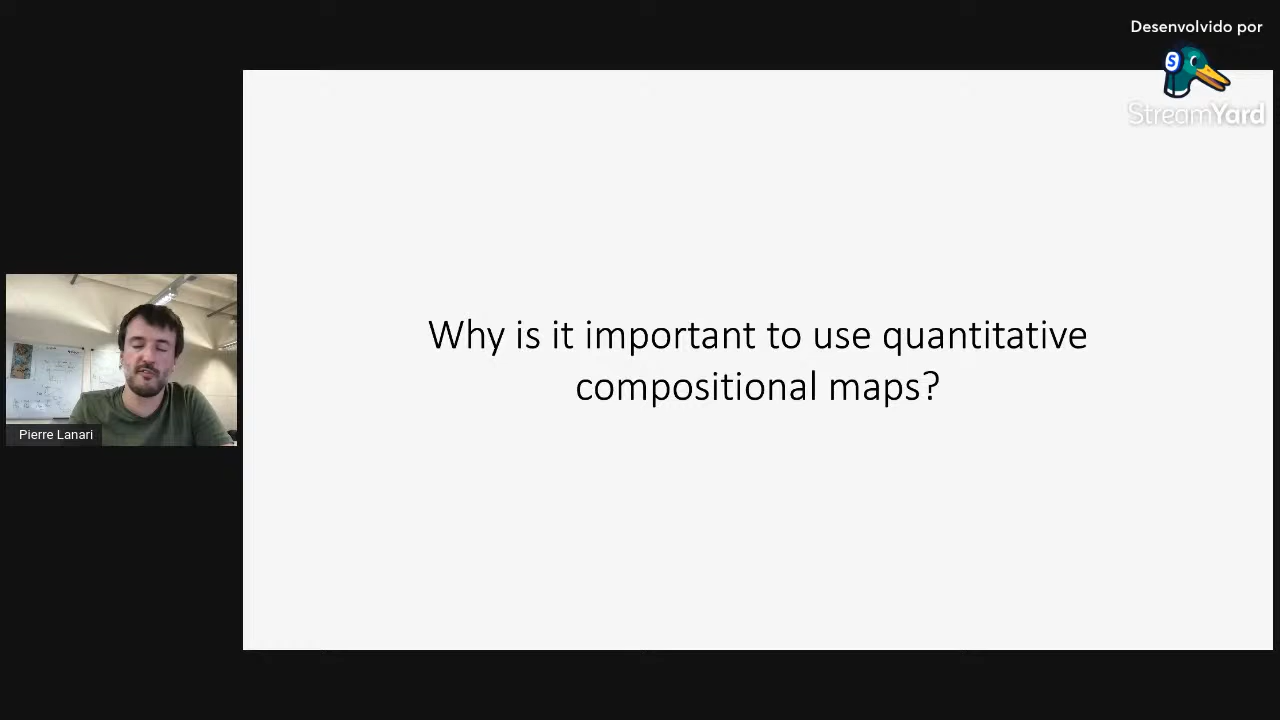 Desenvolvido por
StreamYard
Why is it important to use quantitative
compositional maps?
Pierre Lanari